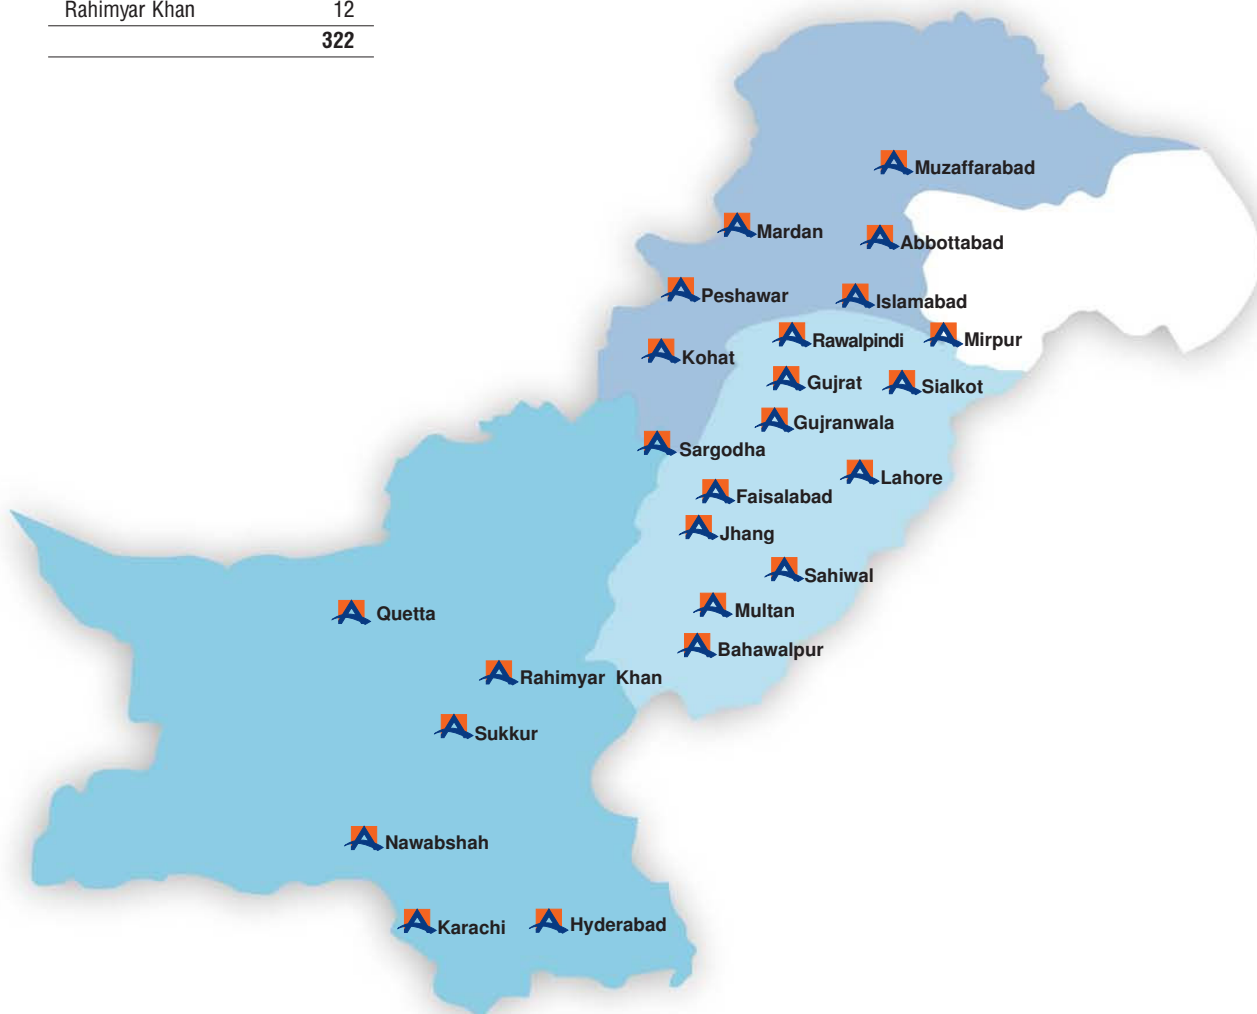 Rahimyar Khan 12
322
Muzaffarabad
Mardan
Abbottabad
Peshawar
Islamabad
Rawalpindi
Mirpur
Kohat
Gujrat
Sialkot
Gujranwala
Sargodha
Lahore
Faisalabad
Jhang
Sahiwal
Multan
Quetta
Bahawalpur
Rahimyar Khan
Sukkur
Nawabshah
Karachi
Hyderabad